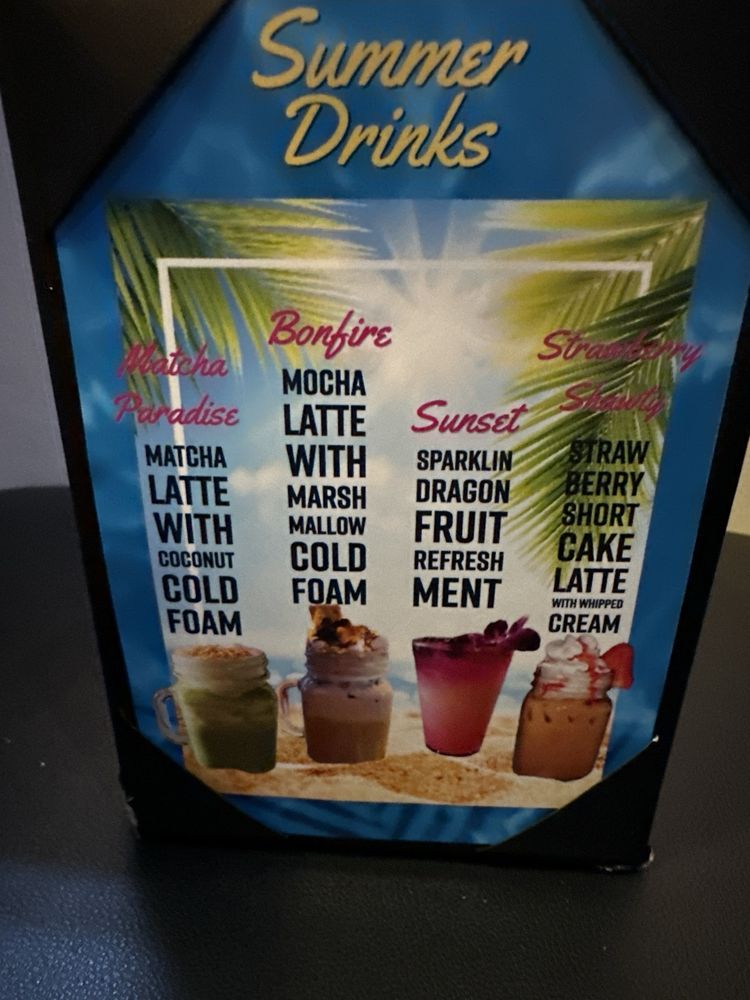 Summer
Drinks
Matcha
Paradise
MATCHA
LATTE
WITH
COCONUT
COLD
FOAM
Bonfire
MOCHA
LATTE
WITH
MARSH
MALLOW
COLD
FOAM
Sunset
SPARKLIN
DRAGON
FRUIT
REFRESH
MENT
Strawberry
Shawty
STRAW
BERRY
SHORT
CAKE
LATTE
WITH WHIPPED
CREAM